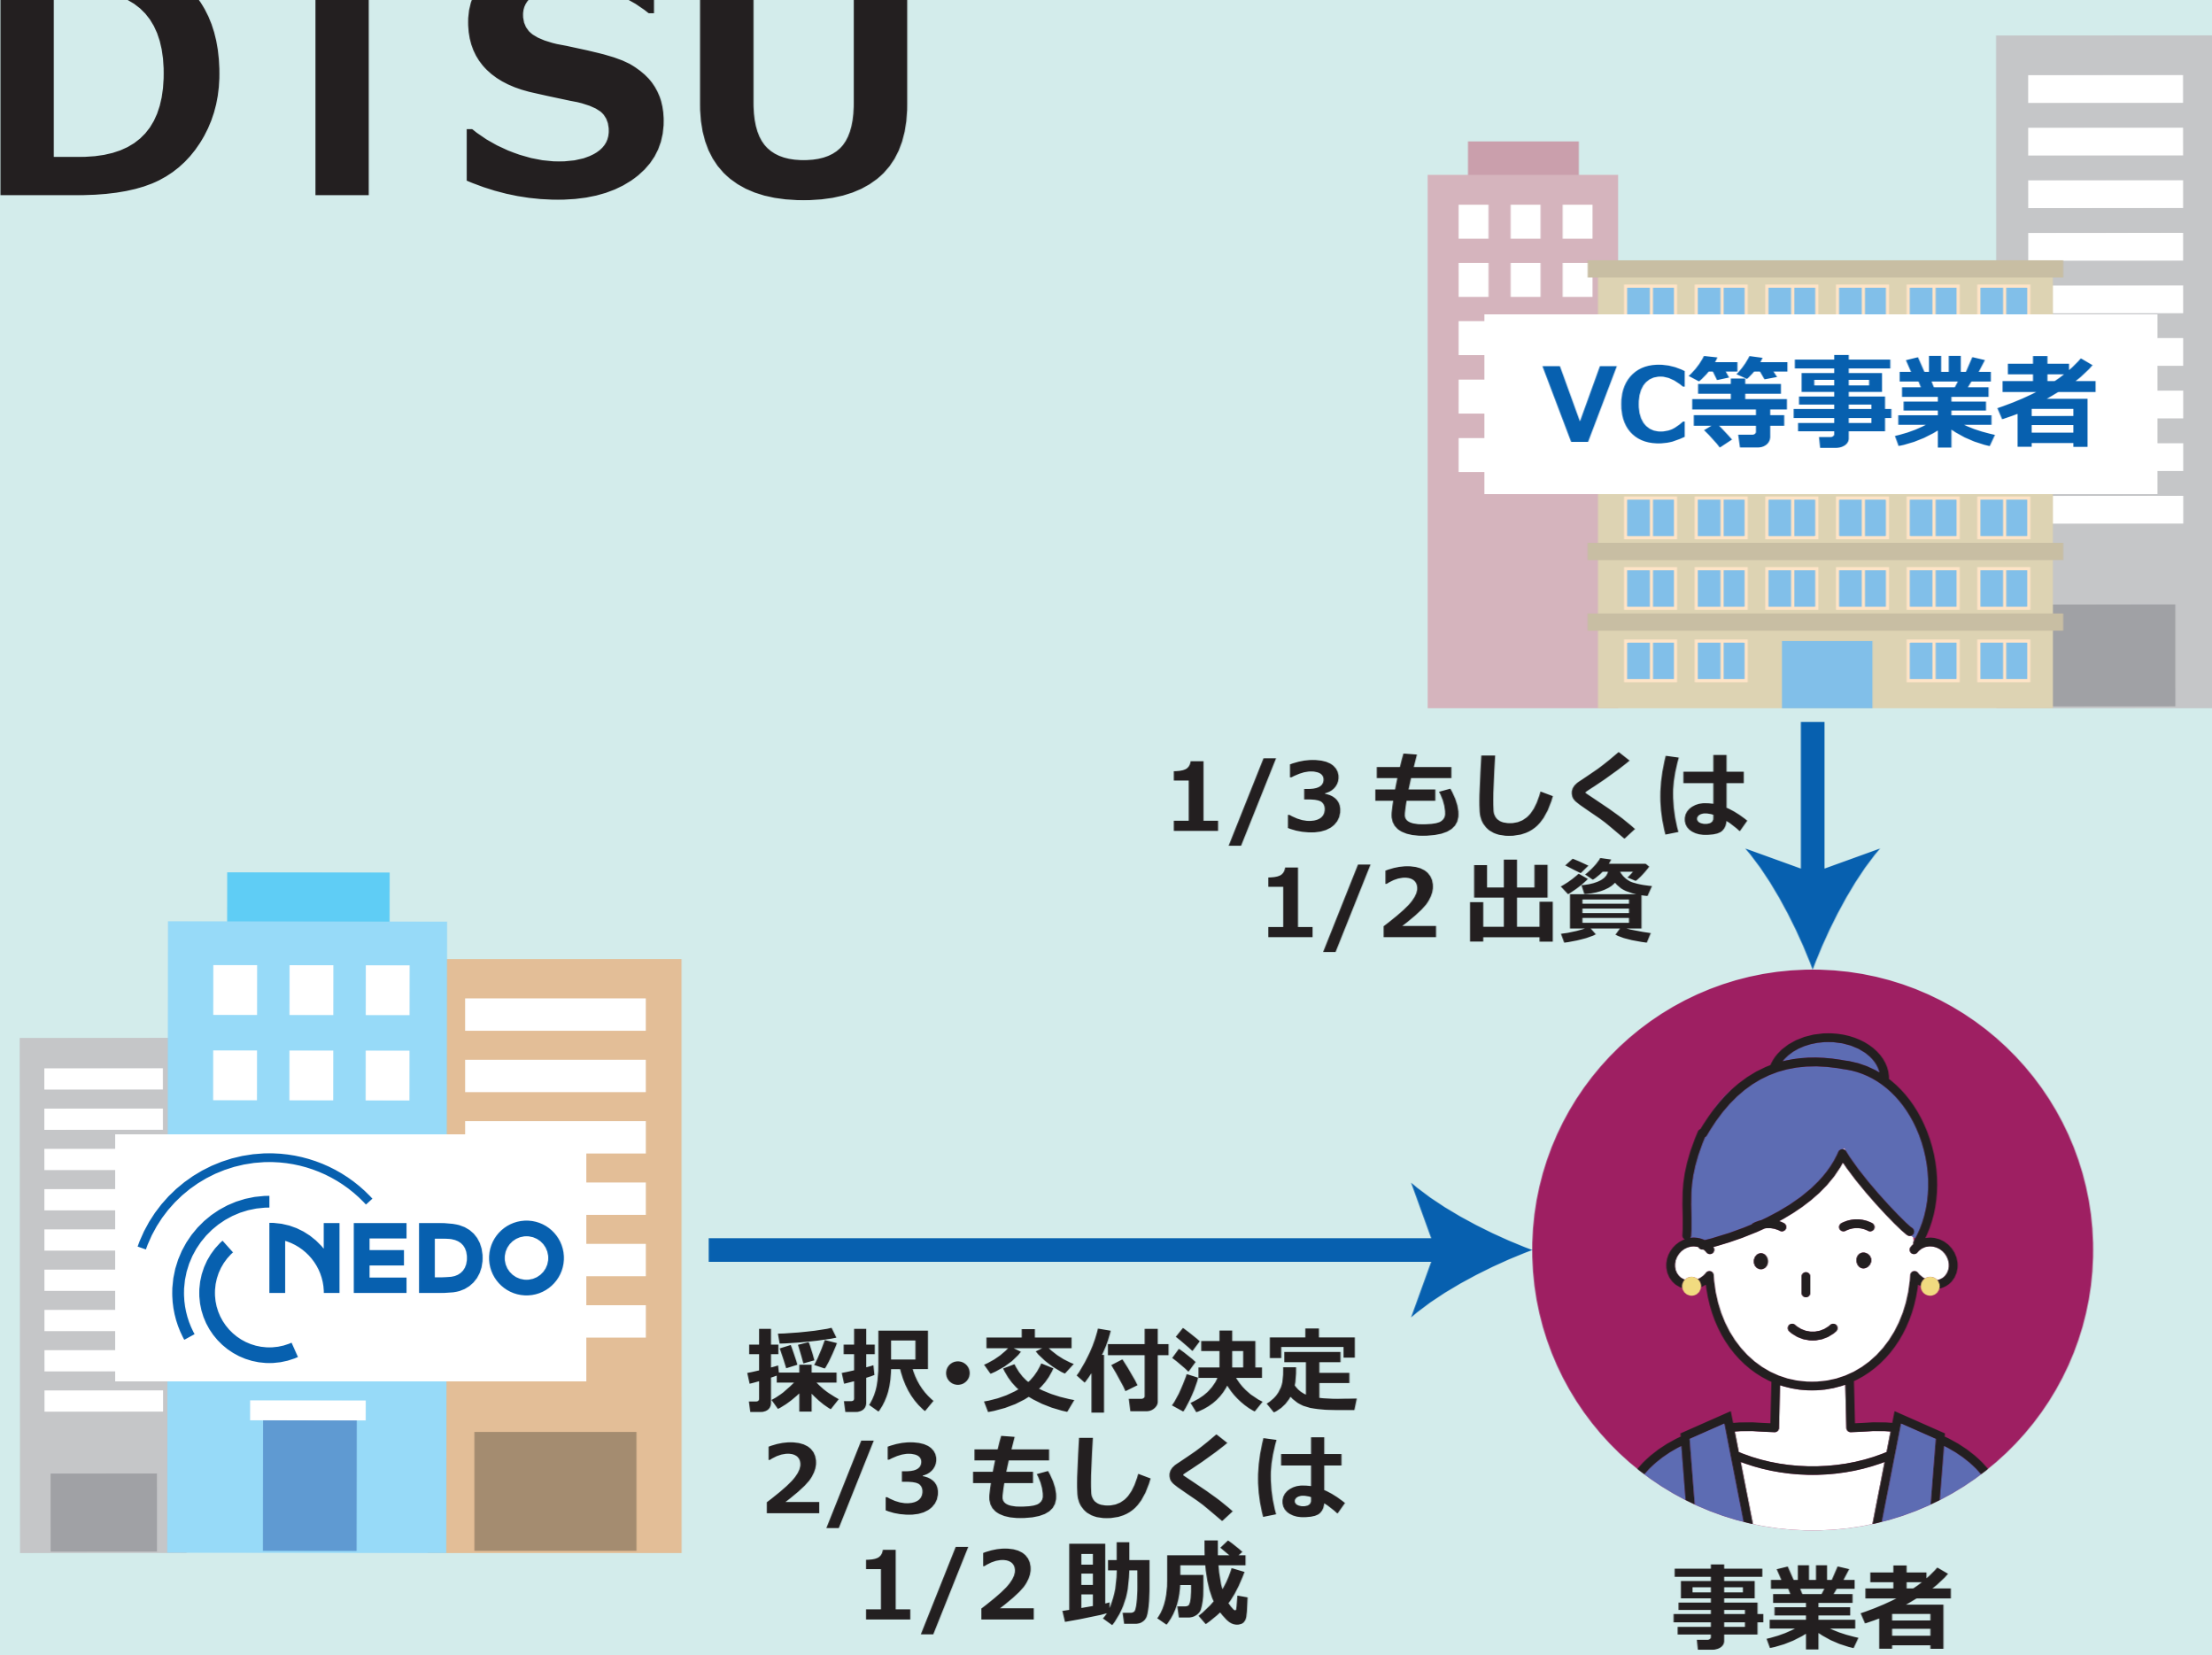 DTSU
VC等事業者
1/3 もしくは
1/2 出資
NEDO
採択・交付決定
2/3 もしくは
1/2 助成
事業者